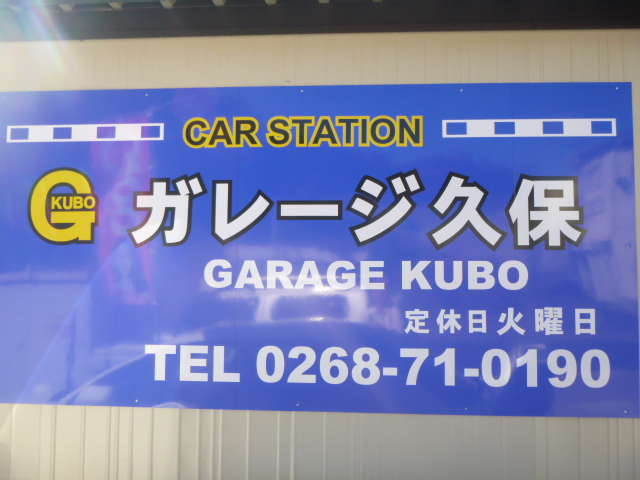 CAR STATION
G KUBO
ガレージ久保
GARAGE KUBO
定休日 火曜日
TEL 0268-71-0190